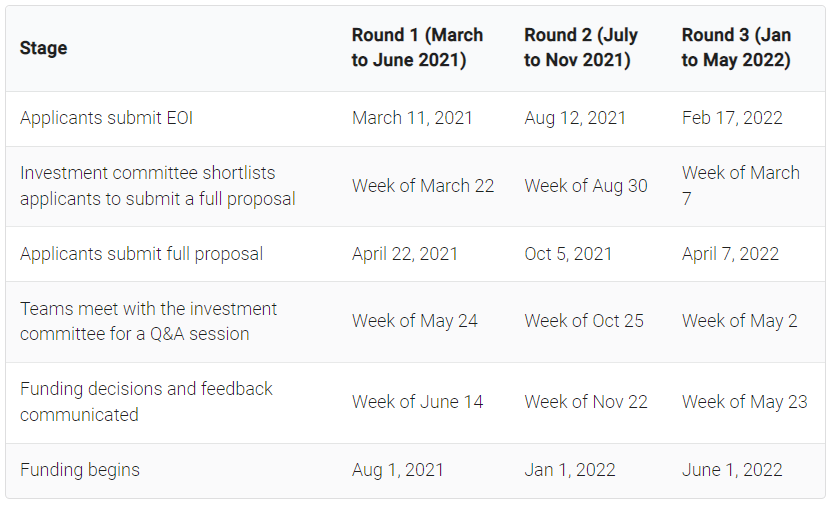 Stage
Round 1 (March
to June 2021)
Round 2 (July
to Nov 2021)
Round 3 (Jan
to May 2022)
Applicants submit EOI
March 11, 2021
Aug 12, 2021
Feb 17, 2022
Investment committee shortlists
applicants to submit a full proposal
Week of March 22
Week of Aug 30
Week of March
7
Applicants submit full proposal
April 22, 2021
Oct 5, 2021
April 7, 2022
Teams meet with the investment
committee for a Q&A session
Week of May 24
Week of Oct 25
Week of May 2
Funding decisions and feedback
communicated
Week of June 14
Week of Nov 22
Week of May 23
Funding begins
Aug 1, 2021
Jan 1, 2022
June 1, 2022